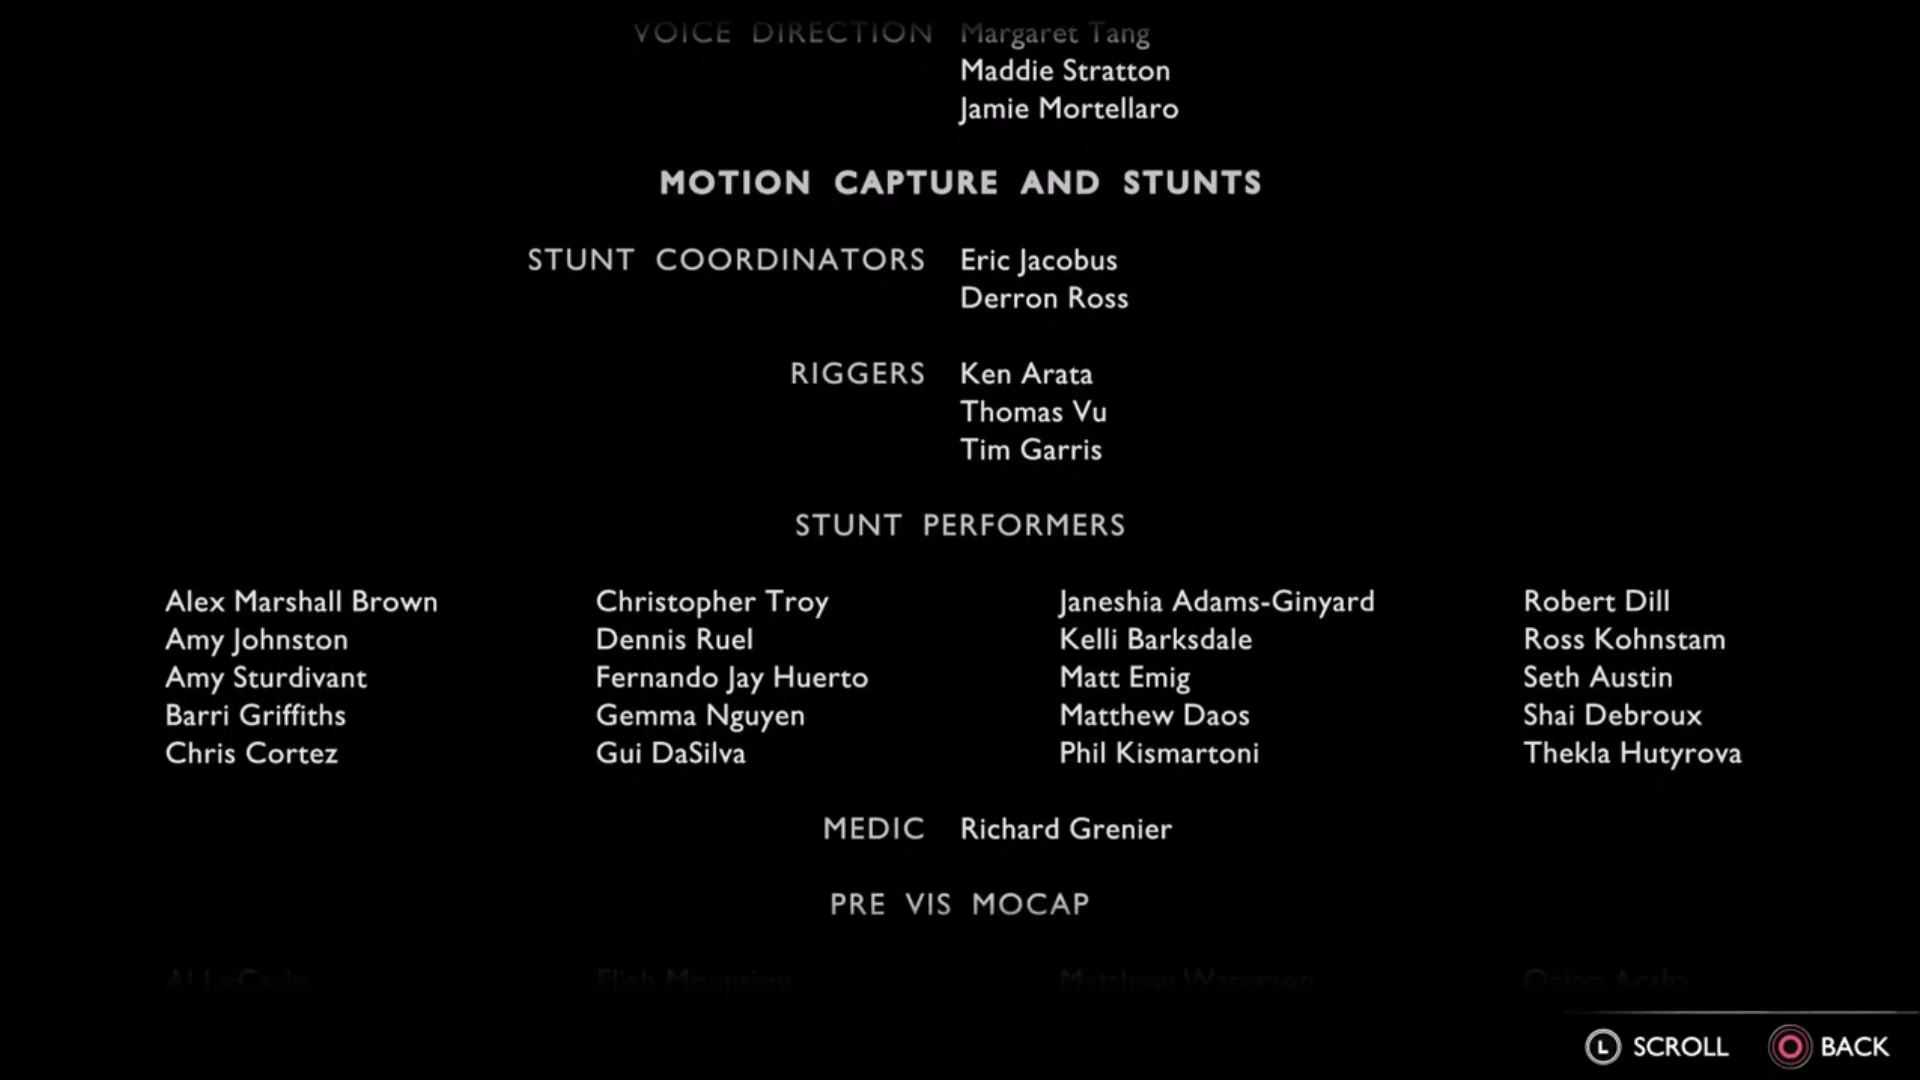 VOICE DIRECTION Margaret Tang
Maddie Stratton
Jamie Mortellaro
MOTION CAPTURE AND STUNTS
STUNT COORDINATORS Eric Jacobus
Derron Ross
RIGGERS Ken Arata
Thomas Vu
Tim Garris
STUNT PERFORMERS
Alex Marshall Brown Christopher Troy Janeshia Adams-Ginyard Robert Dill
Amy Johnston Dennis Ruel Kelli Barksdale Ross Kohnstam
Amy Sturdivant Fernando Jay Huerto Matt Emig Seth Austin
Barri Griffiths Gemma Nguyen Matthew Daos Shai Debroux
Chris Cortez Gui DaSilva Phil Kismartoni Thekla Hutyrova
MEDIC Richard Grenier
PRE VIS MOCAP
Matthew
L SCROLL BACK